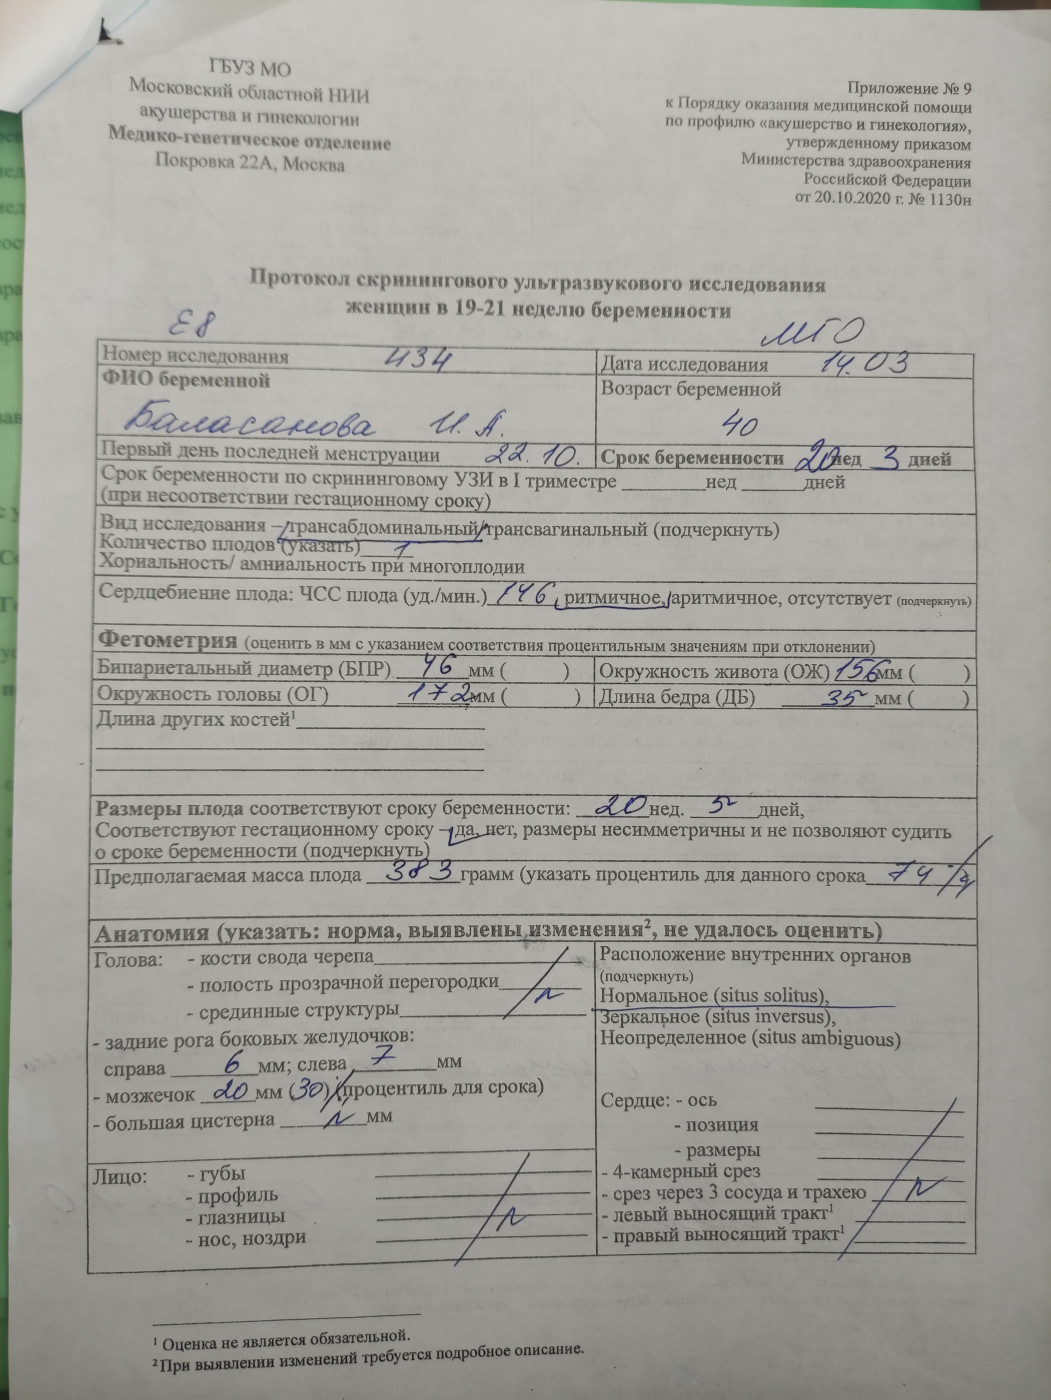 ГБУЗ МО
Московский областной НИИ
акушерства и гинекологии
Медико-генетическое отделение
Покровка 22А, Москва
Приложение № 9
к Порядку оказания медицинской помощи
по профилю «акушерство и гинекология»,
утвержденному приказом
Министерства здравоохранения
Российской Федерации
от 20.10.2020 г. № 1130н
Протокол скринингового ультразвукового исследования
женщин в 19-21 неделю беременности
E8
МГО
Номер исследования 434
Дата исследования 14.03
ФИО беременной
Возраст беременной
Баласанова И. А.
40
Первый день последней менструации 22.10.
Срок беременности 20 нед 3 дней
Срок беременности по скрининговому УЗИ в I триместре ________нед ______дней
(при несоответствии гестационному сроку)
Вид исследования – трансабдоминальный/трансвагинальный (подчеркнуть)
Количество плодов (указать) 1
Хориальность/ амниальность при многоплодии
Сердцебиение плода: ЧСС плода (уд./мин.) 146, ритмичное, аритмичное, отсутствует (подчеркнуть)
Фетометрия (оценить в мм с указанием соответствия процентильным значениям при отклонении)
Бипариетальный диаметр (БПР) 46 мм ( )
Окружность живота (ОЖ) 156 мм ( )
Окружность головы (ОГ) 172 мм ( )
Длина бедра (ДБ) 35 мм ( )
Длина других костей¹
Размеры плода соответствуют сроку беременности: 20 нед. 5 дней,
Соответствуют гестационному сроку – да, нет, размеры несимметричны и не позволяют судить
о сроке беременности (подчеркнуть)
Предполагаемая масса плода 383 грамм (указать процентиль для данного срока 74
Анатомия (указать: норма, выявлены изменения², не удалось оценить)
Голова: - кости свода черепа
- полость прозрачной перегородки
- срединные структуры
N
- задние рога боковых желудочков:
справа 6 мм; слева 7 мм
- мозжечок 20 мм (30) (процентиль для срока)
- большая цистерна N мм
Лицо: - губы
- профиль
- глазницы
- нос, ноздри
N
Расположение внутренних органов
(подчеркнуть)
Нормальное (situs solitus),
Зеркальное (situs inversus),
Неопределенное (situs ambiguous)
Сердце: - ось
- позиция
- размеры
- 4-камерный срез
- срез через 3 сосуда и трахею N
- левый выносящий тракт¹
- правый выносящий тракт¹
¹ Оценка не является обязательной.
² При выявлении изменений требуется подробное описание.